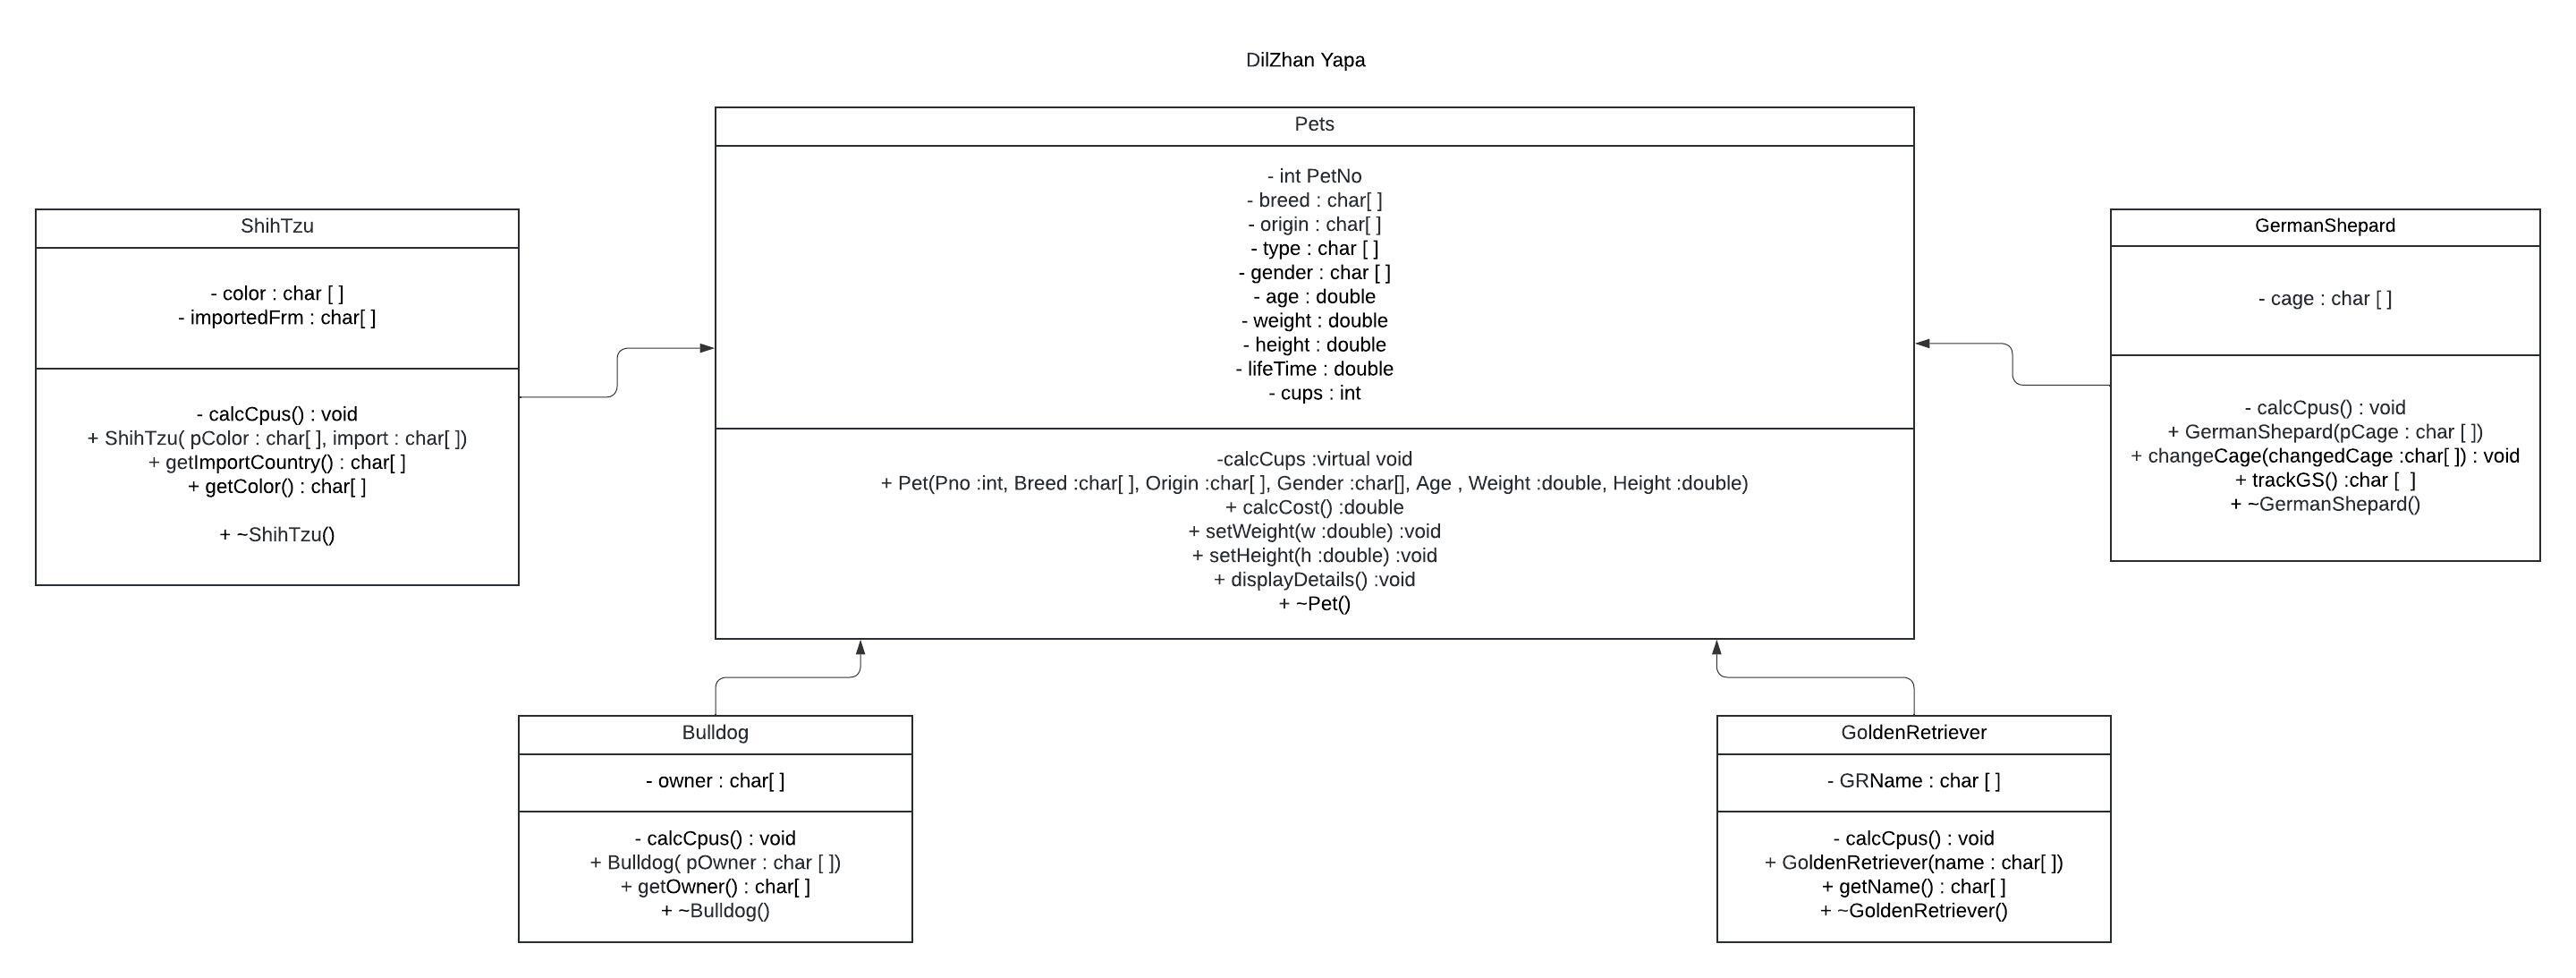 DilZhan Yapa
Pets
- int PetNo
- breed : char[ ]
- origin : char[ ]
- type : char [ ]
- gender : char [ ]
- age : double
- weight : double
- height : double
- lifeTime : double
- cups : int
-calcCups :virtual void
+ Pet(Pno :int, Breed :char[ ], Origin :char[ ], Gender :char[], Age , Weight :double, Height :double)
+ calcCost() :double
+ setWeight(w :double) :void
+ setHeight(h :double) :void
+ displayDetails() :void
+ ~Pet()
ShihTzu
- color : char [ ]
- importedFrm : char[ ]
- calcCpus() : void
+ ShihTzu( pColor : char[ ], import : char[ ])
+ getImportCountry() : char[ ]
+ getColor() : char[ ]
+ ~ShihTzu()
GermanShepard
- cage : char [ ]
- calcCpus() : void
+ GermanShepard(pCage : char [ ])
+ changeCage(changedCage :char[ ]) : void
+ trackGS() :char [  ]
+ ~GermanShepard()
Bulldog
- owner : char[ ]
- calcCpus() : void
+ Bulldog( pOwner : char [ ])
+ getOwner() : char[ ]
+ ~Bulldog()
GoldenRetriever
- GRName : char [ ]
- calcCpus() : void
+ GoldenRetriever(name : char[ ])
+ getName() : char[ ]
+ ~GoldenRetriever()